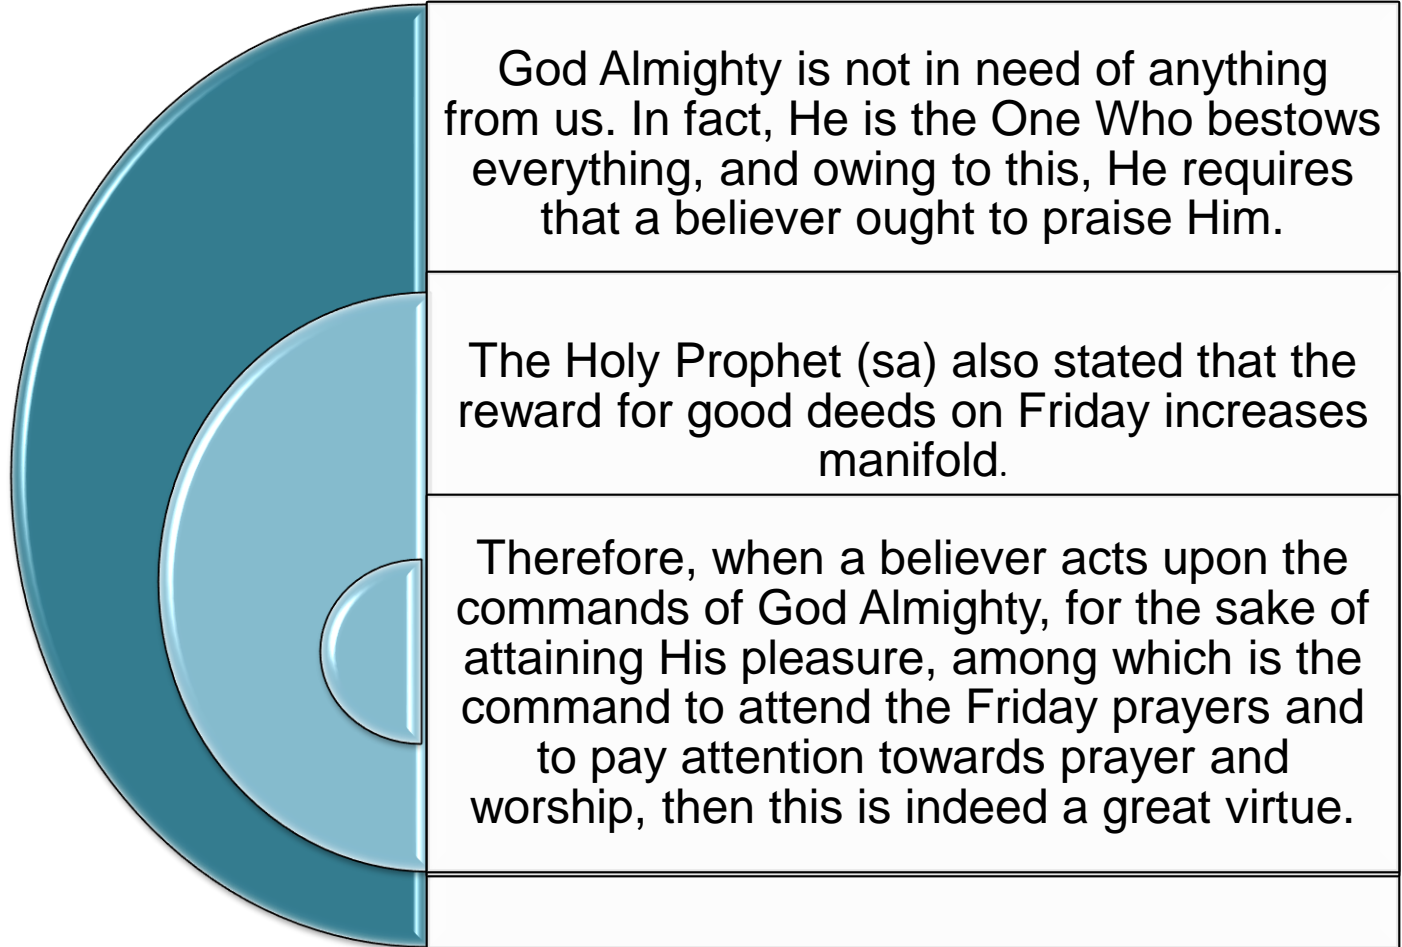 God Almighty is not in need of anything
from us. In fact, He is the One Who bestows
everything, and owing to this, He requires
that a believer ought to praise Him.
The Holy Prophet (sa) also stated that the
reward for good deeds on Friday increases
manifold.
Therefore, when a believer acts upon the
commands of God Almighty, for the sake of
attaining His pleasure, among which is the
command to attend the Friday prayers and
to pay attention towards prayer and
worship, then this is indeed a great virtue.